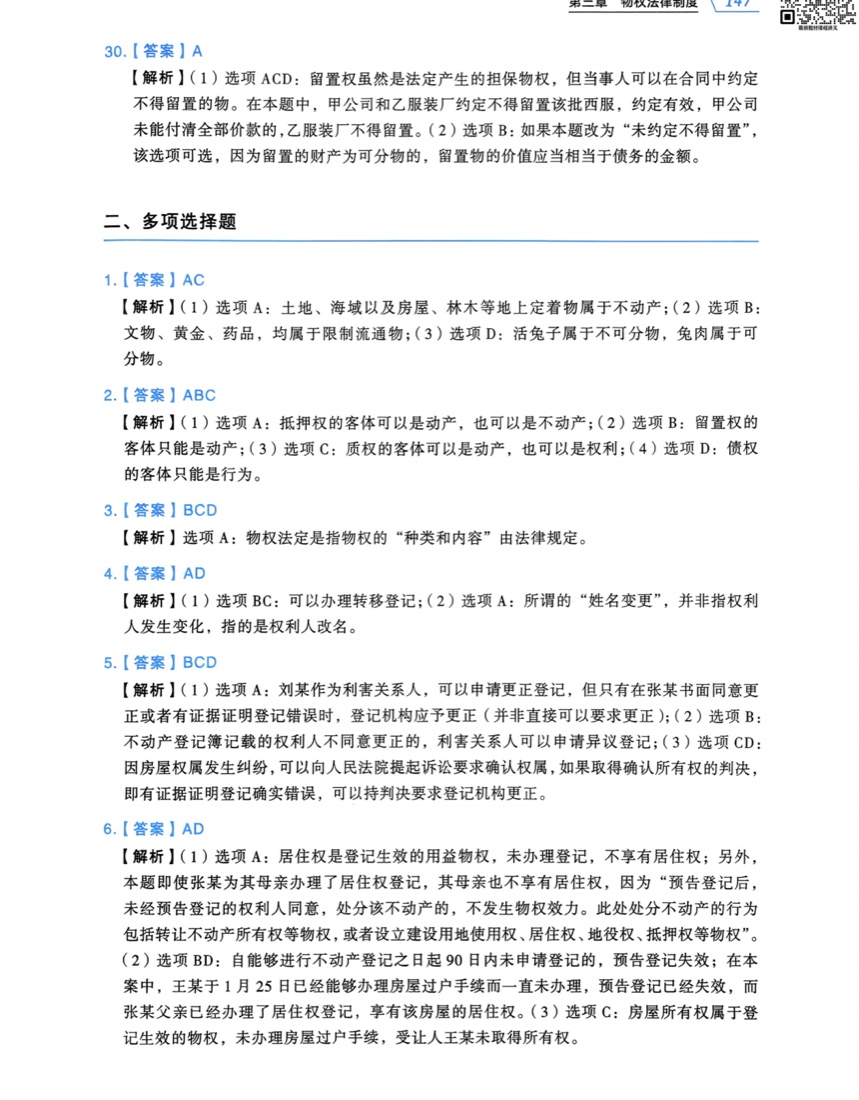 第三章 物权法律制度 147
30.【答案】A
【解析】(1)选项 ACD：留置权虽然是法定产生的担保物权，但当事人可以在合同中约定
不得留置的物。在本题中，甲公司和乙服装厂约定不得留置该批西服，约定有效，甲公司
未能付清全部价款的，乙服装厂不得留置。(2)选项 B：如果本题改为“未约定不得留置”，
该选项可选，因为留置的财产为可分物的，留置物的价值应当相当于债务的金额。
二、多项选择题
1.【答案】AC
【解析】(1)选项 A：土地、海域以及房屋、林木等地上定着物属于不动产；(2)选项 B：
文物、黄金、药品，均属于限制流通物；(3)选项 D：活兔子属于不可分物，兔肉属于可
分物。
2.【答案】ABC
【解析】(1)选项 A：抵押权的客体可以是动产，也可以是不动产；(2)选项 B：留置权的
客体只能是动产；(3)选项 C：质权的客体可以是动产，也可以是权利；(4)选项 D：债权
的客体只能是行为。
3.【答案】BCD
【解析】选项 A：物权法定是指物权的“种类和内容”由法律规定。
4.【答案】AD
【解析】(1)选项 BC：可以办理转移登记；(2)选项 A：所谓的“姓名变更”，并非指权利
人发生变化，指的是权利人改名。
5.【答案】BCD
【解析】(1)选项 A：刘某作为利害关系人，可以申请更正登记，但只有在张某书面同意更
正或者有证据证明登记错误时，登记机构应予更正（并非直接可以要求更正）；(2)选项 B：
不动产登记簿记载的权利人不同意更正的，利害关系人可以申请异议登记；(3)选项 CD：
因房屋权属发生纠纷，可以向人民法院提起诉讼要求确认权属，如果取得确认所有权的判决，
即有证据证明登记确实错误，可以持判决要求登记机构更正。
6.【答案】AD
【解析】(1)选项 A：居住权是登记生效的用益物权，未办理登记，不享有居住权；另外，
本题即使张某为其母亲办理了居住权登记，其母亲也不享有居住权，因为“预告登记后，
未经预告登记的权利人同意，处分该不动产的，不发生物权效力。此处处分不动产的行为
包括转让不动产所有权等物权，或者设立建设用地使用权、居住权、地役权、抵押权等物权”。
(2)选项 BD：自能够进行不动产登记之日起 90 日内未申请登记的，预告登记失效；在本
案中，王某于 1 月 25 日已经能够办理房屋过户手续而一直未办理，预告登记已经失效，而
张某父亲已经办理了居住权登记，享有该房屋的居住权。(3)选项 C：房屋所有权属于登
记生效的物权，未办理房屋过户手续，受让人王某未取得所有权。